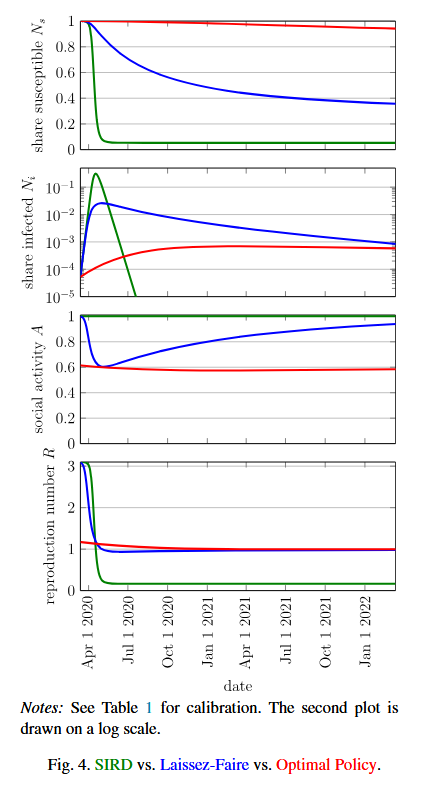 share susceptible Ns
1
0.8
0.6
0.4
0.2
0
share infected Ni
10−1
10−2
10−3
10−4
10−5
social activity A
1
0.8
0.6
0.4
0.2
0
reproduction number R
3
2
1
0
Apr 1 2020
Jul 1 2020
Oct 1 2020
Jan 1 2021
Apr 1 2021
Jul 1 2021
Oct 1 2021
Jan 1 2022
date
Notes: See Table 1 for calibration. The second plot is
drawn on a log scale.
Fig. 4. SIRD vs. Laissez-Faire vs. Optimal Policy.